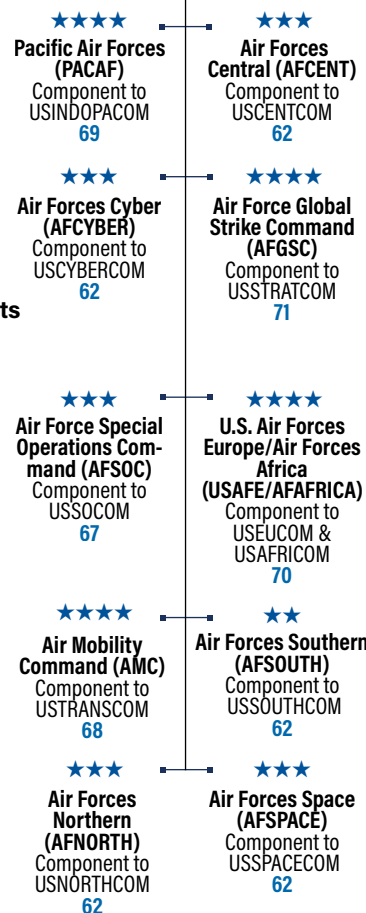 ★★★★
Pacific Air Forces
(PACAF)
Component to
USINDOPACOM
69
★★★
Air Forces
Central (AFCENT)
Component to
USCENTCOM
62
★★★
Air Forces Cyber
(AFCYBER)
Component to
USCYBERCOM
62
★★★★
Air Force Global
Strike Command
(AFGSC)
Component to
USSTRATCOM
71
ts
★★★
Air Force Special
Operations Com-
mand (AFSOC)
Component to
USSOCOM
67
★★★★
U.S. Air Forces
Europe/Air Forces
Africa
(USAFE/AFAFRICA)
Component to
USEUCOM &
USAFRICOM
70
★★★★
Air Mobility
Command (AMC)
Component to
USTRANSCOM
68
★★
Air Forces Southern
(AFSOUTH)
Component to
USSOUTHCOM
62
★★★
Air Forces
Northern
(AFNORTH)
Component to
USNORTHCOM
62
★★★
Air Forces Space
(AFSPACE)
Component to
USSPACECOM
62